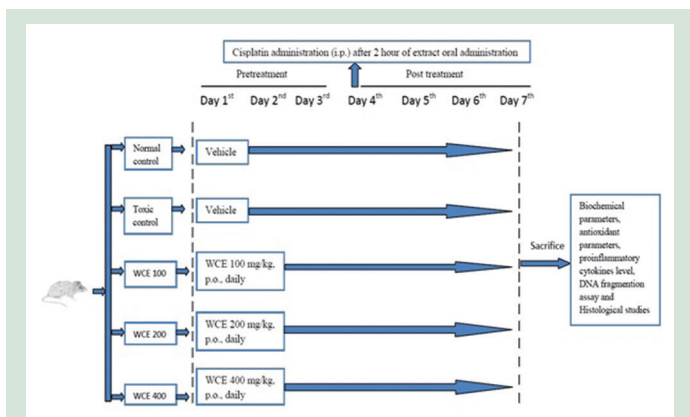 Cisplatin administration (i.p.) after 2 hour of extract oral administration
Pretreatment Post treatment
Day 1st Day 2nd Day 3rd Day 4th Day 5th Day 6th Day 7th
Normal
control
Vehicle
Toxic
control
Vehicle
WCE 100
WCE 100 mg/kg,
p.o., daily
WCE 200
WCE 200 mg/kg,
p.o., daily
WCE 400
WCE 400 mg/kg,
p.o., daily
Sacrifice
Biochemical
parameters,
antioxidant
parameters,
proinflammatory
cytokines level,
DNA fragmention
assay and
Histological studies